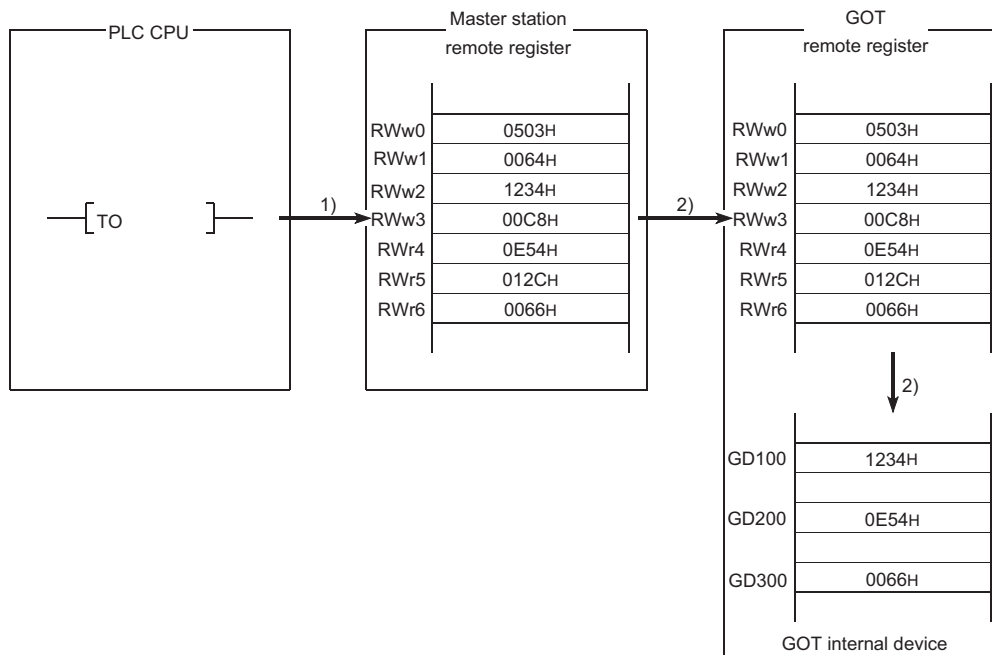 PLC CPU
TO
1)
Master station
remote register
RWw0 0503H
RWw1 0064H
RWw2 1234H
RWw3 00C8H
RWr4 0E54H
RWr5 012CH
RWr6 0066H
2)
GOT
remote register
RWw0 0503H
RWw1 0064H
RWw2 1234H
RWw3 00C8H
RWr4 0E54H
RWr5 012CH
RWr6 0066H
2)
GD100 1234H
GD200 0E54H
GD300 0066H
GOT internal device